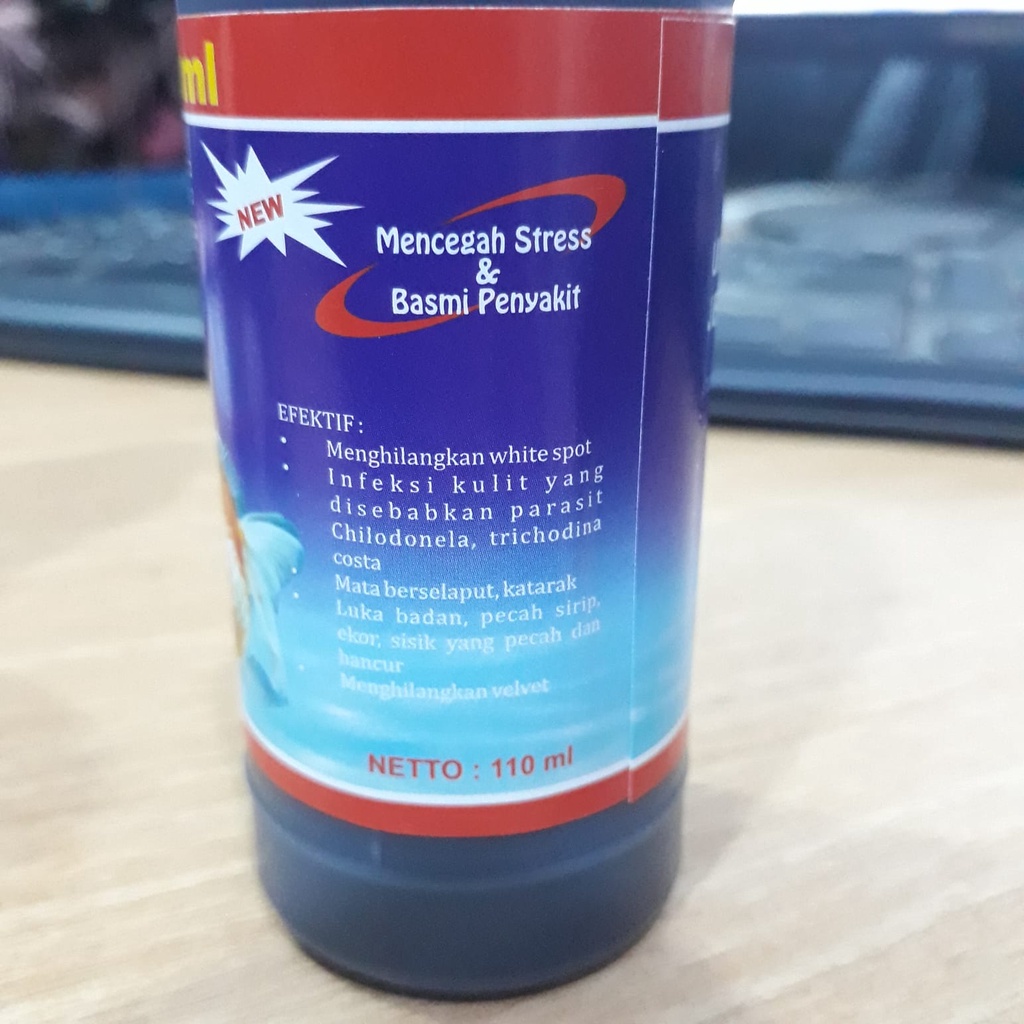 ml
NEW
Mencegah Stress
&
Basmi Penyakit
EFEKTIF :
• Menghilangkan white spot
• Infeksi kulit yang
disebabkan parasit
Chilodonela, trichodina
costa
• Mata berselaput, katarak
• Luka badan, pecah sirip,
ekor, sisik yang pecah dan
hancur
• Menghilangkan velvet
NETTO : 110 ml